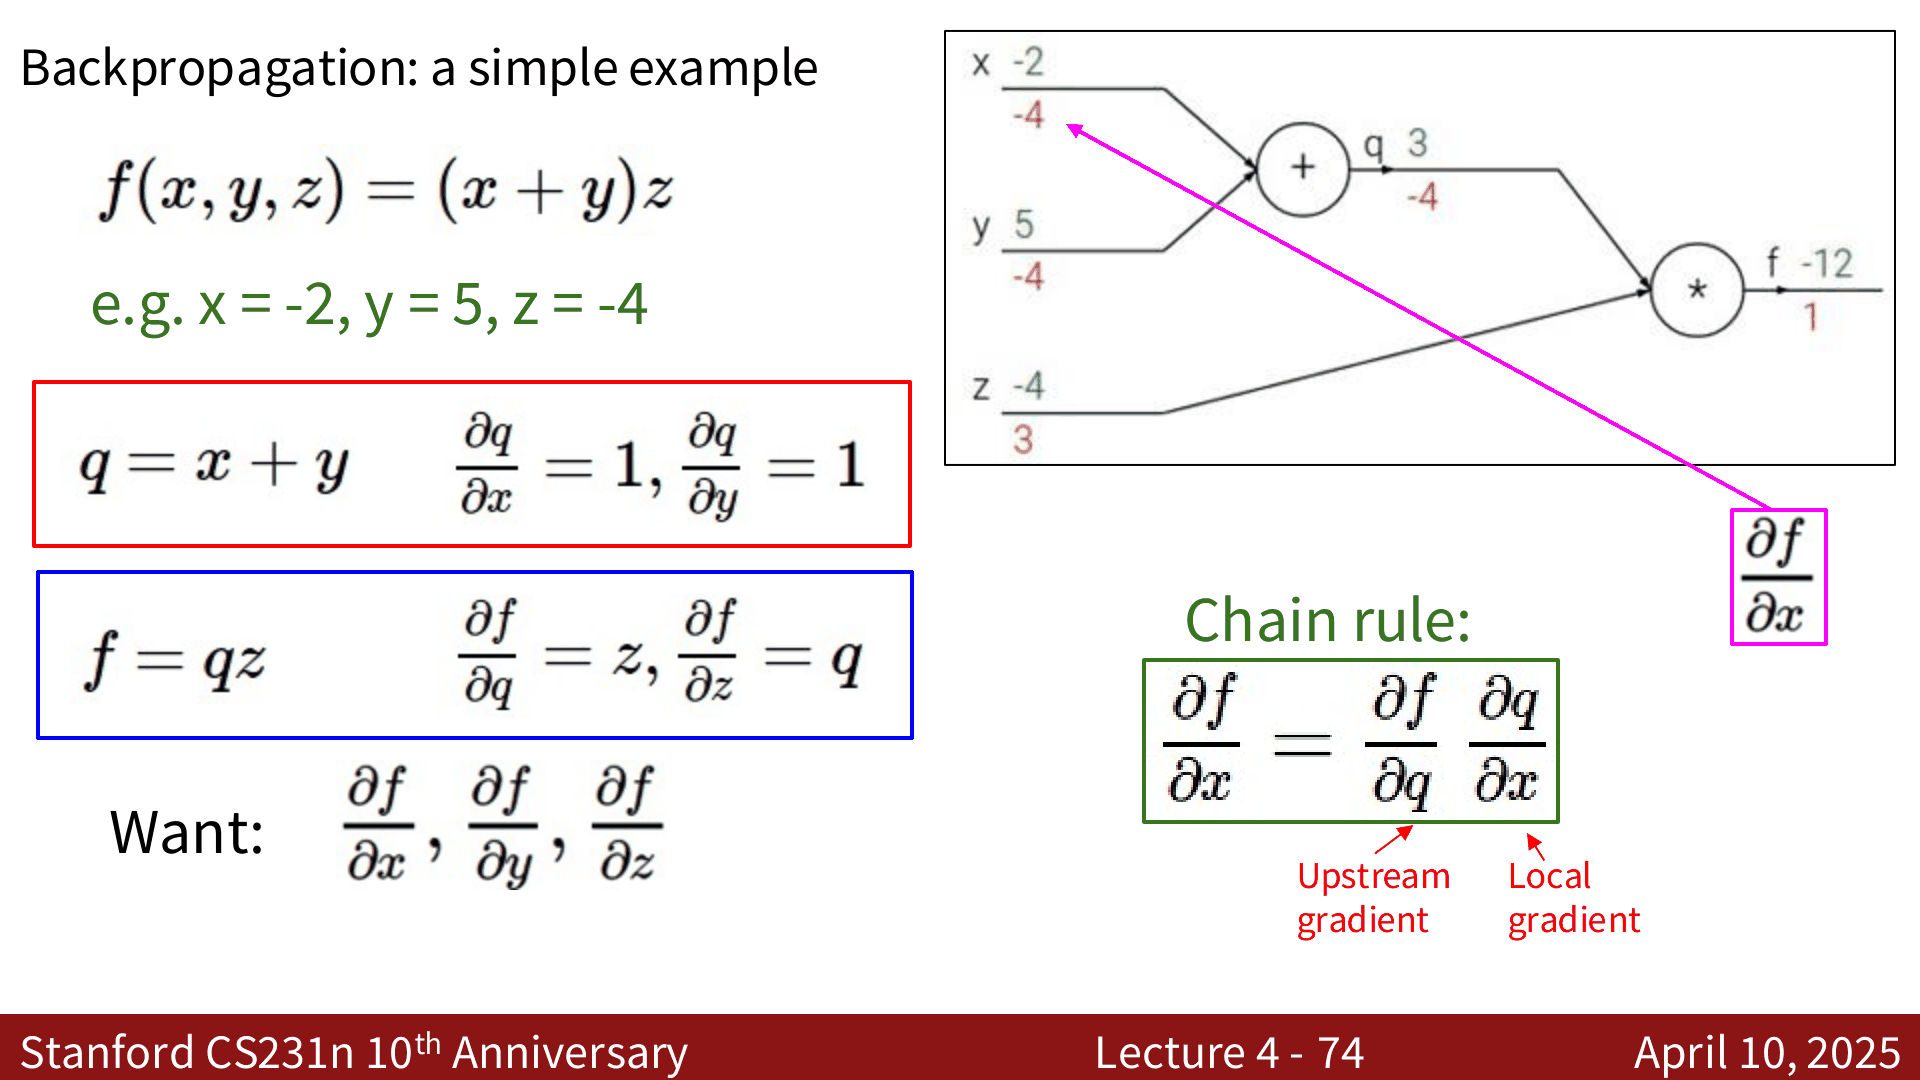 Backpropagation: a simple example
f(x, y, z) = (x + y)z
e.g. x = -2, y = 5, z = -4
q = x + y ∂q/∂x = 1, ∂q/∂y = 1
f = qz ∂f/∂q = z, ∂f/∂z = q
Want: ∂f/∂x, ∂f/∂y, ∂f/∂z
x -2
-4
y 5
-4
z -4
3
+
q 3
-4
*
f -12
1
∂f/∂x
Chain rule:
∂f/∂x = ∂f/∂q ∂q/∂x
Upstream
gradient
Local
gradient
Stanford CS231n 10th Anniversary
Lecture 4 - 74
April 10, 2025